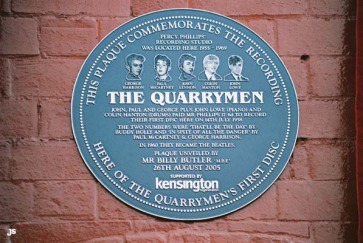 THIS PLAQUE COMMEMORATES THE RECORDING
PERCY PHILLIPS
RECORDING STUDIO
WAS LOCATED HERE 1955 - 1969
GEORGE HARRISON
PAUL McCARTNEY
JOHN LENNON
COLIN HANTON
JOHN LOWE
THE QUARRYMEN
JOHN, PAUL AND GEORGE PLUS JOHN LOWE (PIANO) AND
COLIN HANTON (DRUMS) PAID MR. PHILLIPS TO RECORD
THEIR FIRST DISC HERE ON 14TH JULY 1958
THE TWO NUMBERS WERE 'THAT'LL BE THE DAY' BY
BUDDY HOLLY AND 'IN SPITE OF ALL THE DANGER' BY
PAUL McCARTNEY & GEORGE HARRISON.
IN 1960 THEY BECAME THE BEATLES.
PLAQUE UNVEILED BY
MR BILLY BUTLER M.B.E
26TH AUGUST 2005
SUPPORTED BY
kensington
HERE OF THE QUARRYMEN'S FIRST DISC
JS